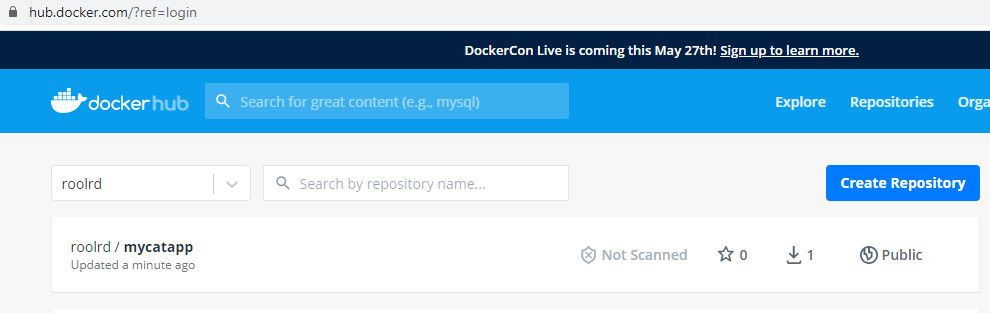 hub.docker.com/?ref=login
DockerCon Live is coming this May 27th! Sign up to learn more.
dockerhub Search for great content (e.g., mysql) Explore Repositories Orga
roolrd Search by repository name... Create Repository
roolrd / mycatapp Not Scanned 0 1 Public
Updated a minute ago